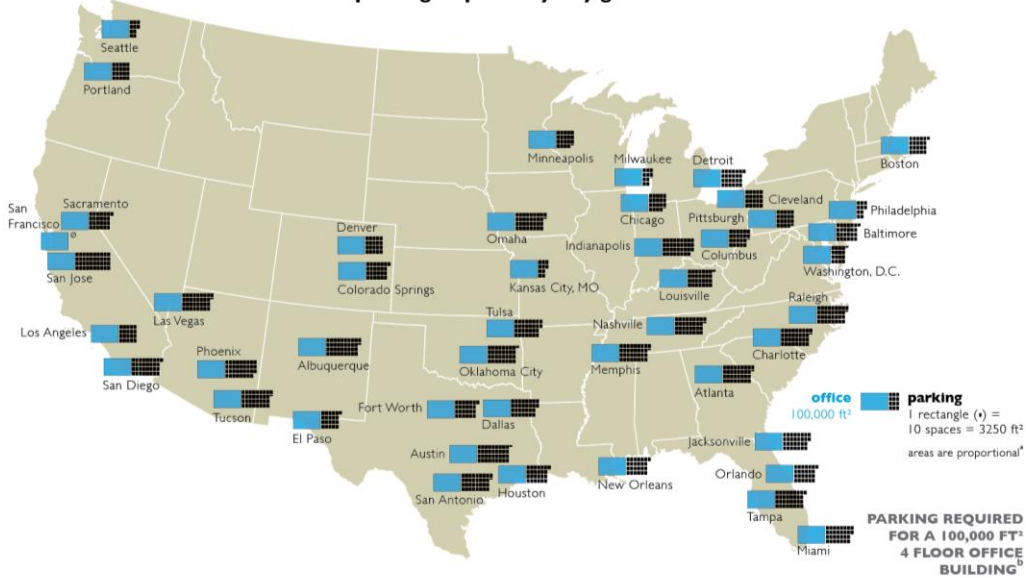 Seattle
Portland
Minneapolis
Milwaukee
Detroit
Boston
San
Francisco
Sacramento
ø
San Jose
Denver
Colorado Springs
Omaha
Chicago
Cleveland
Pittsburgh
Philadelphia
Indianapolis
Columbus
Baltimore
Kansas City, MO
Louisville
Washington, D.C.
Las Vegas
Raleigh
Los Angeles
Tulsa
Nashville
Phoenix
Albuquerque
Oklahoma City
Memphis
Charlotte
San Diego
Atlanta
Tucson
Fort Worth
Dallas
El Paso
office
100,000 ft²
parking
1 rectangle (▪) =
10 spaces = 3250 ft²
areas are proportional
Austin
Jacksonville
San Antonio
Houston
New Orleans
Orlando
Tampa
Miami
PARKING REQUIRED
FOR A 100,000 FT²
4 FLOOR OFFICE
BUILDINGᵇ